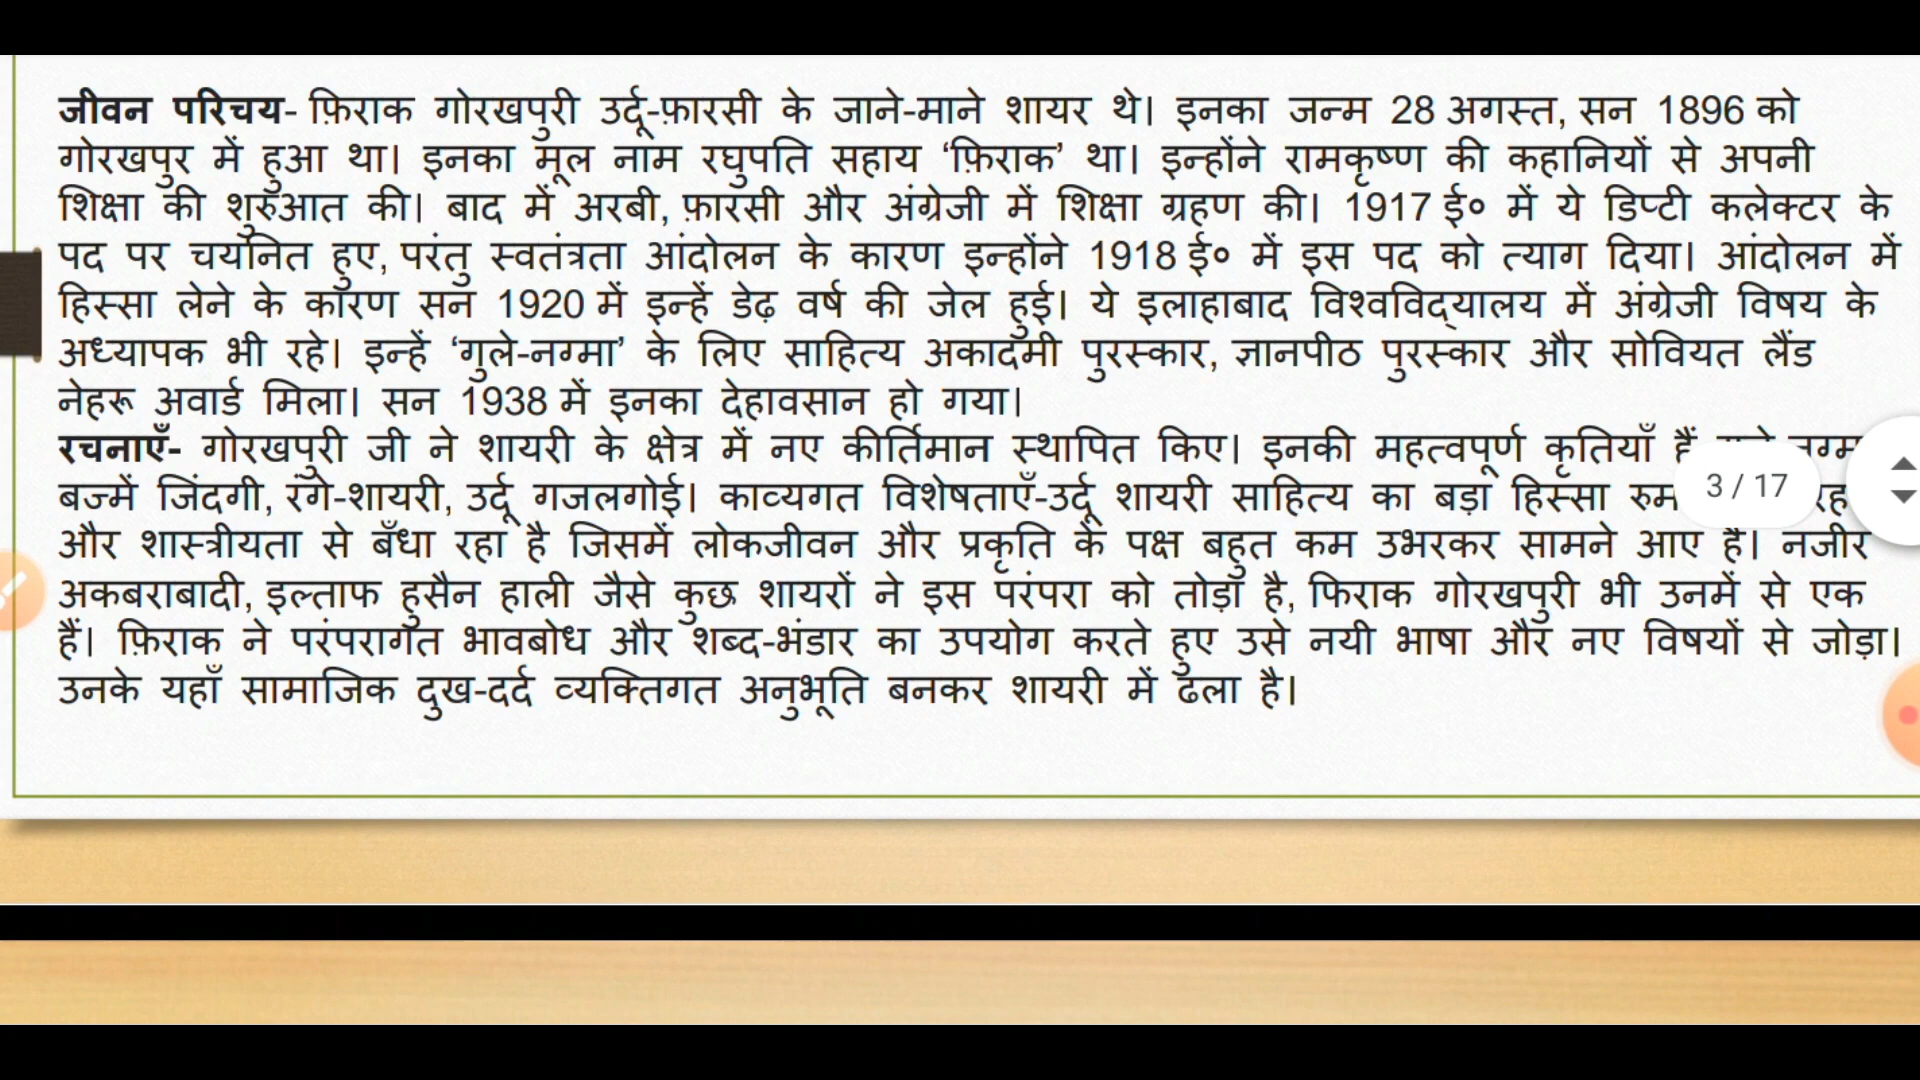 जीवन परिचय- फ़िराक गोरखपुरी उर्दू-फ़ारसी के जाने-माने शायर थे। इनका जन्म 28 अगस्त, सन 1896 को
गोरखपुर में हुआ था। इनका मूल नाम रघुपति सहाय ‘फ़िराक’ था। इन्होंने रामकृष्ण की कहानियों से अपनी
शिक्षा की शुरुआत की। बाद में अरबी, फ़ारसी और अंग्रेजी में शिक्षा ग्रहण की। 1917 ई० में ये डिप्टी कलेक्टर के
पद पर चयनित हुए, परंतु स्वतंत्रता आंदोलन के कारण इन्होंने 1918 ई० में इस पद को त्याग दिया। आंदोलन में
हिस्सा लेने के कारण सन 1920 में इन्हें डेढ़ वर्ष की जेल हुई। ये इलाहाबाद विश्वविद्यालय में अंग्रेजी विषय के
अध्यापक भी रहे। इन्हें ‘गुले-नग्मा’ के लिए साहित्य अकादमी पुरस्कार, ज्ञानपीठ पुरस्कार और सोवियत लैंड
नेहरू अवार्ड मिला। सन 1938 में इनका देहावसान हो गया।
रचनाएँ- गोरखपुरी जी ने शायरी के क्षेत्र में नए कीर्तिमान स्थापित किए। इनकी महत्वपूर्ण कृतियाँ
बज्में जिंदगी, रंगे-शायरी, उर्दू गजलगोई। काव्यगत विशेषताएँ-उर्दू शायरी साहित्य का बड़ा हिस्सा
3 / 17
और शास्त्रीयता से बँधा रहा है जिसमें लोकजीवन और प्रकृति के पक्ष बहुत कम उभरकर सामने आए हैं। नजीर
अकबराबादी, इल्ताफ हुसैन हाली जैसे कुछ शायरों ने इस परंपरा को तोड़ा है, फिराक गोरखपुरी भी उनमें से एक
हैं। फ़िराक ने परंपरागत भावबोध और शब्द-भंडार का उपयोग करते हुए उसे नयी भाषा और नए विषयों से जोड़ा।
उनके यहाँ सामाजिक दुख-दर्द व्यक्तिगत अनुभूति बनकर शायरी में ढला है।